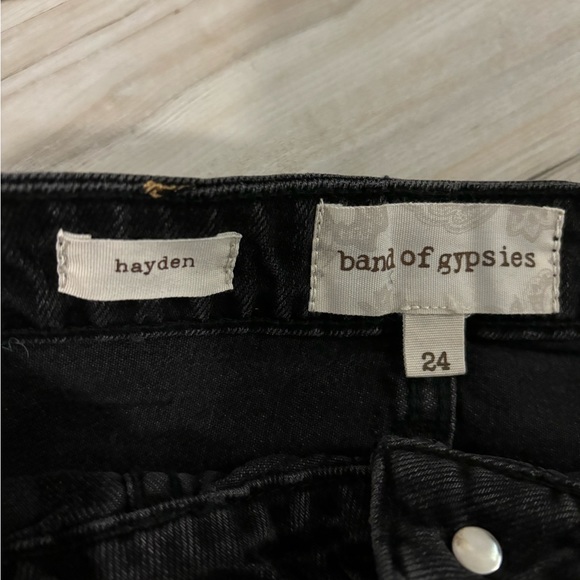 hayden
band of gypsies
24